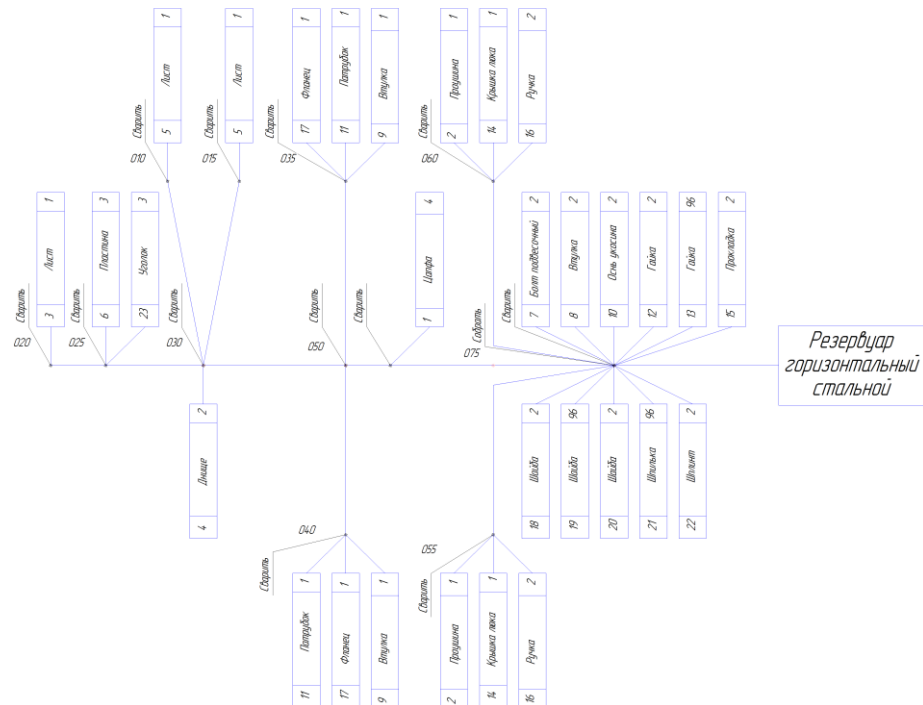 5 Лист 1
5 Лист 1
17 Фланец 1
11 Патрубок 1
9 Втулка 1
2 Проушина 1
14 Крышка люка 1
16 Ручка 2
Сварить
010
Сварить
015
Сварить
035
Сварить
060
3 Лист 1
6 Пластина 3
23 Уголок 3
1 Цапфа 4
7 Болт подвесочный 2
8 Втулка 2
10 Ось укасина 2
12 Гайка 2
13 Гайка 96
15 Прокладка 2
Сварить
020
Сварить
025
Сварить
030
Сварить
050
Сварить
Собрать
075
Сварить
Резервуар
горизонтальный
стальной
4 Днище 2
18 Шайба 2
19 Шайба 96
20 Шайба 2
21 Шпилька 96
22 Шплинт 2
Сварить
040
Сварить
055
11 Патрубок 1
17 Фланец 1
9 Втулка 1
2 Проушина 1
14 Крышка люка 1
16 Ручка 2